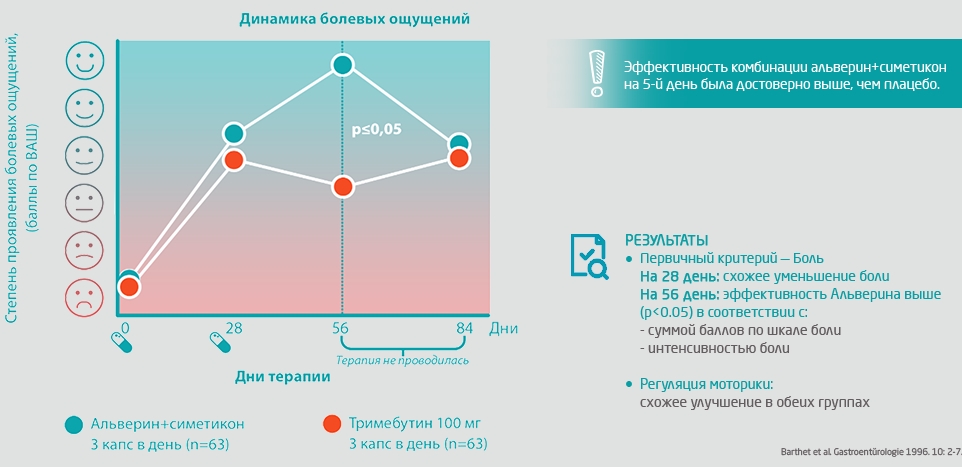 Динамика болевых ощущений
Степень проявления болевых ощущений,
(баллы по ВАШ)
p≤0,05
0
28
56
84
Дни
Терапия не проводилась
Дни терапии
Альверин+симетикон
3 капс в день (n=63)
Тримебутин 100 мг
3 капс в день (n=63)
Эффективность комбинации альверин+симетикон
на 5-й день была достоверно выше, чем плацебо.
РЕЗУЛЬТАТЫ
• Первичный критерий – Боль
На 28 день: схожее уменьшение боли
На 56 день: эффективность Альверина выше
(p<0.05) в соответствии с:
- суммой баллов по шкале боли
- интенсивностью боли
• Регуляция моторики:
схожее улучшение в обеих группах
Barthet et al. Gastroentürologie 1996. 10: 2-7.